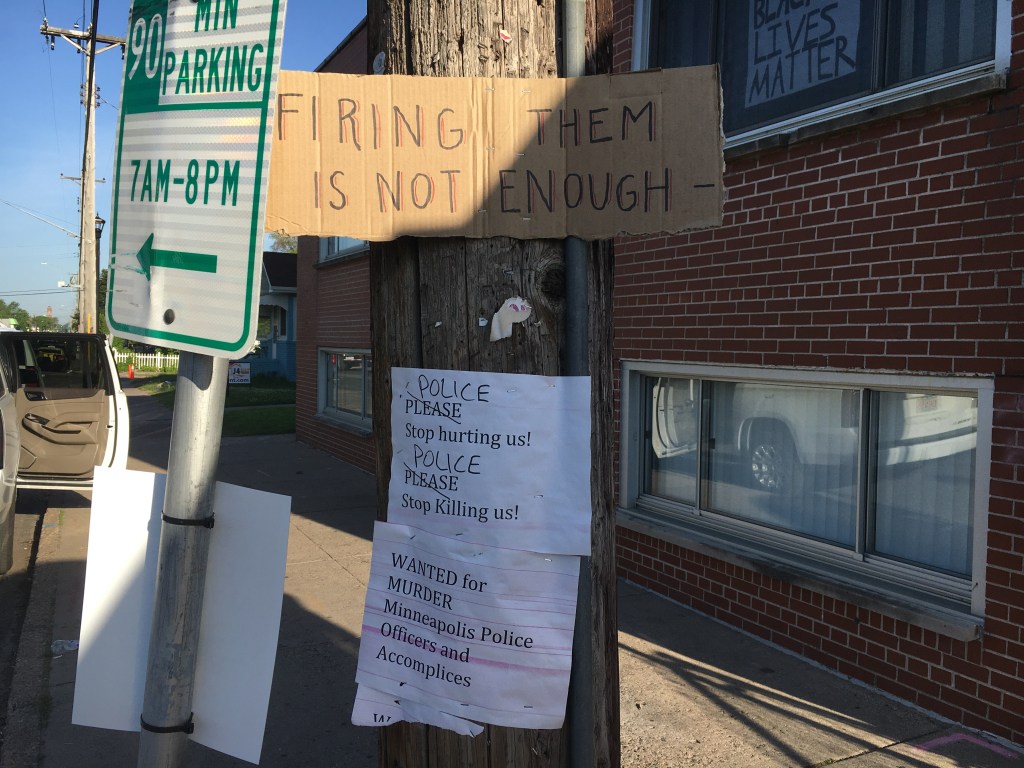 90 MIN
PARKING
7AM-8PM
FIRING THEM
IS NOT ENOUGH-
BLACK
LIVES
MATTER
POLICE
PLEASE
Stop hurting us!
POLICE
PLEASE
Stop Killing us!
WANTED for
MURDER
Minneapolis Police
Officers and
Accomplices